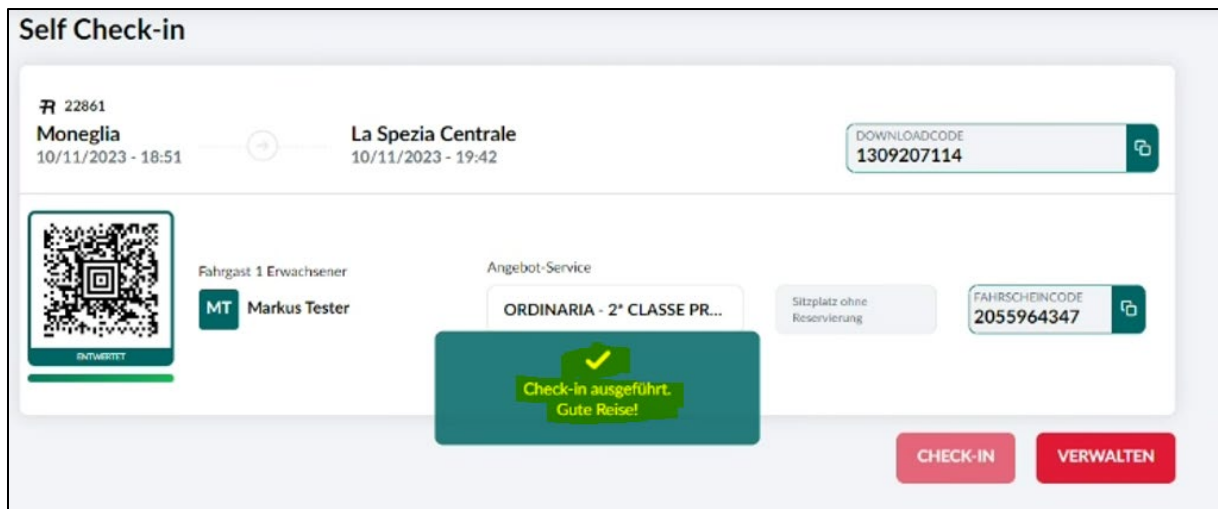 Self Check-in
R 22861
Moneglia
10/11/2023 - 18:51
La Spezia Centrale
10/11/2023 - 19:42
DOWNLOADCODE
1309207114
ENTWERTET
Fahrgast 1 Erwachsener
MT Markus Tester
Angebot-Service
ORDINARIA - 2ª CLASSE PR...
Sitzplatz ohne
Reservierung
FAHRSCHEINCODE
2055964347
Check-in ausgeführt.
Gute Reise!
CHECK-IN
VERWALTEN